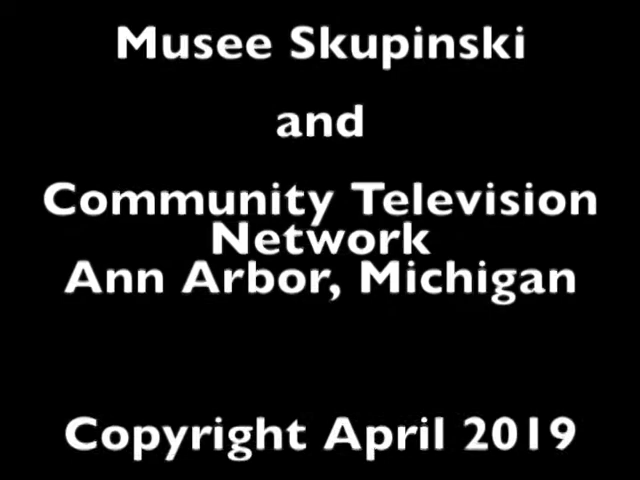 Musee Skupinski
and
Community Television
Network
Ann Arbor, Michigan
Copyright April 2019